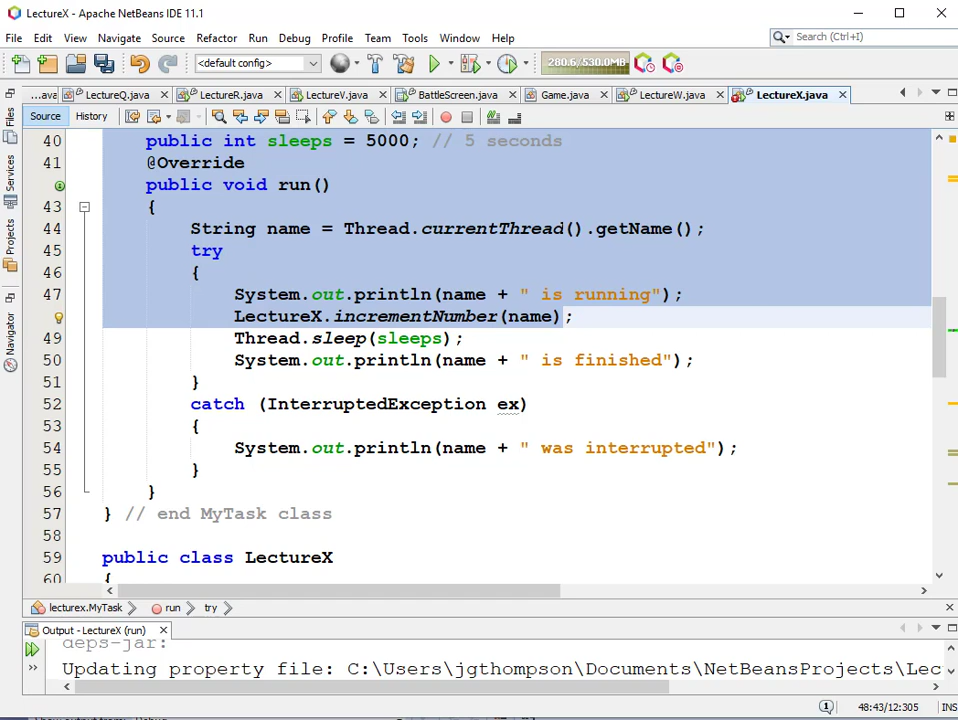 LectureX - Apache NetBeans IDE 11.1
File Edit View Navigate Source Refactor Run Debug Profile Team Tools Window Help
Search (Ctrl+I)
<default config>
280.6/530.0MB
...ava LectureQ.java LectureR.java LectureV.java BattleScreen.java Game.java LectureW.java LectureX.java
Source History
Files
Services
Projects
Navigator
40 public int sleeps = 5000; // 5 seconds
41 @Override
public void run()
43 {
44 String name = Thread.currentThread().getName();
45 try
46 {
47 System.out.println(name + " is running");
LectureX.incrementNumber(name);
49 Thread.sleep(sleeps);
50 System.out.println(name + " is finished");
51 }
52 catch (InterruptedException ex)
53 {
54 System.out.println(name + " was interrupted");
55 }
56 }
57 } // end MyTask class
58
59 public class LectureX
60 {
lecturex.MyTask run try
Output - LectureX (run)
deps-jar:
Updating property file: C:\Users\jgthompson\Documents\NetBeansProjects\Lec
1 48:43/12:305 INS